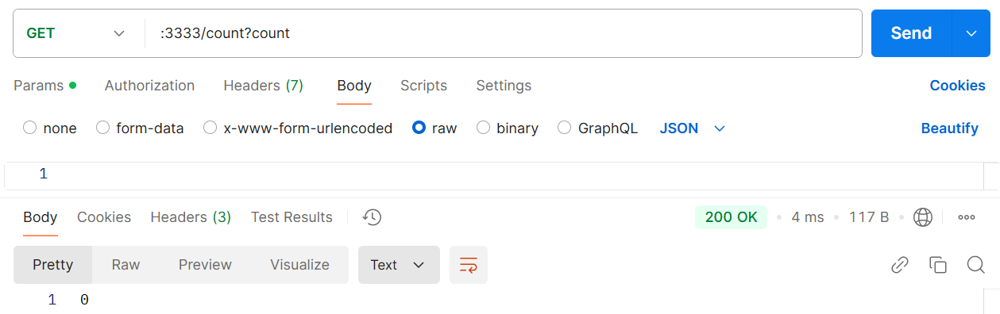 GET :3333/count?count Send
Params Authorization Headers (7) Body Scripts Settings Cookies
none form-data x-www-form-urlencoded raw binary GraphQL JSON Beautify
1
Body Cookies Headers (3) Test Results 200 OK 4 ms 117 B
Pretty Raw Preview Visualize Text
1 0